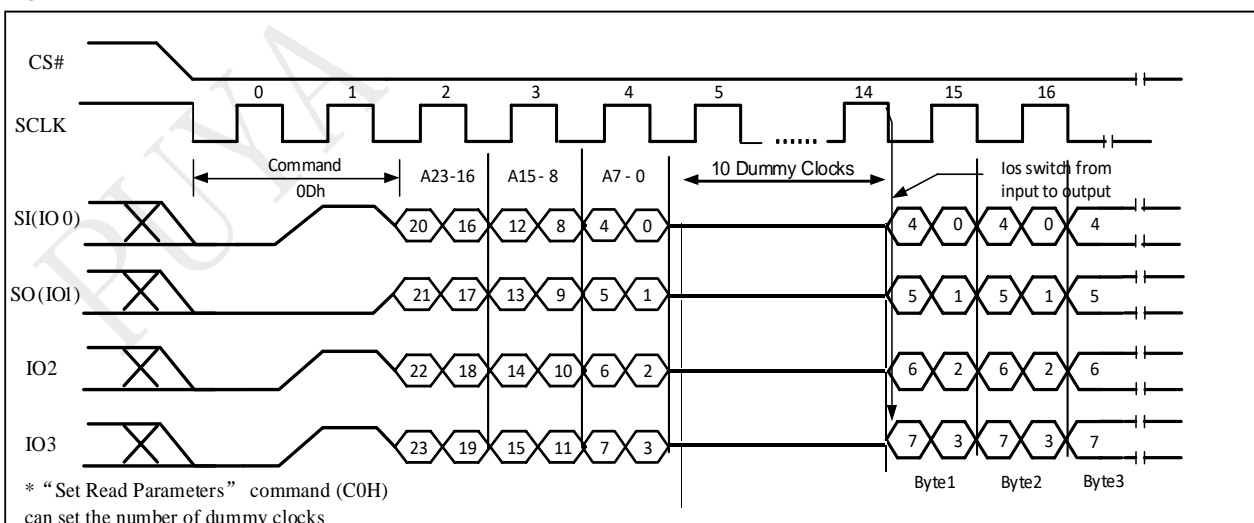 PUYA
CS#
0 1 2 3 4 5 14 15 16
SCLK
......
Command
0Dh
A23-16 A15-8 A7-0
10 Dummy Clocks
Ios switch from
input to output
SI(IO 0)
20 16 12 8 4 0 4 0 4 0 4
SO(IO1)
21 17 13 9 5 1 5 1 5 1 5
IO2
22 18 14 10 6 2 6 2 6 2 6
IO3
23 19 15 11 7 3 7 3 7 3 7
Byte1 Byte2 Byte3
* “Set Read Parameters” command (C0H)
can set the number of dummy clocks